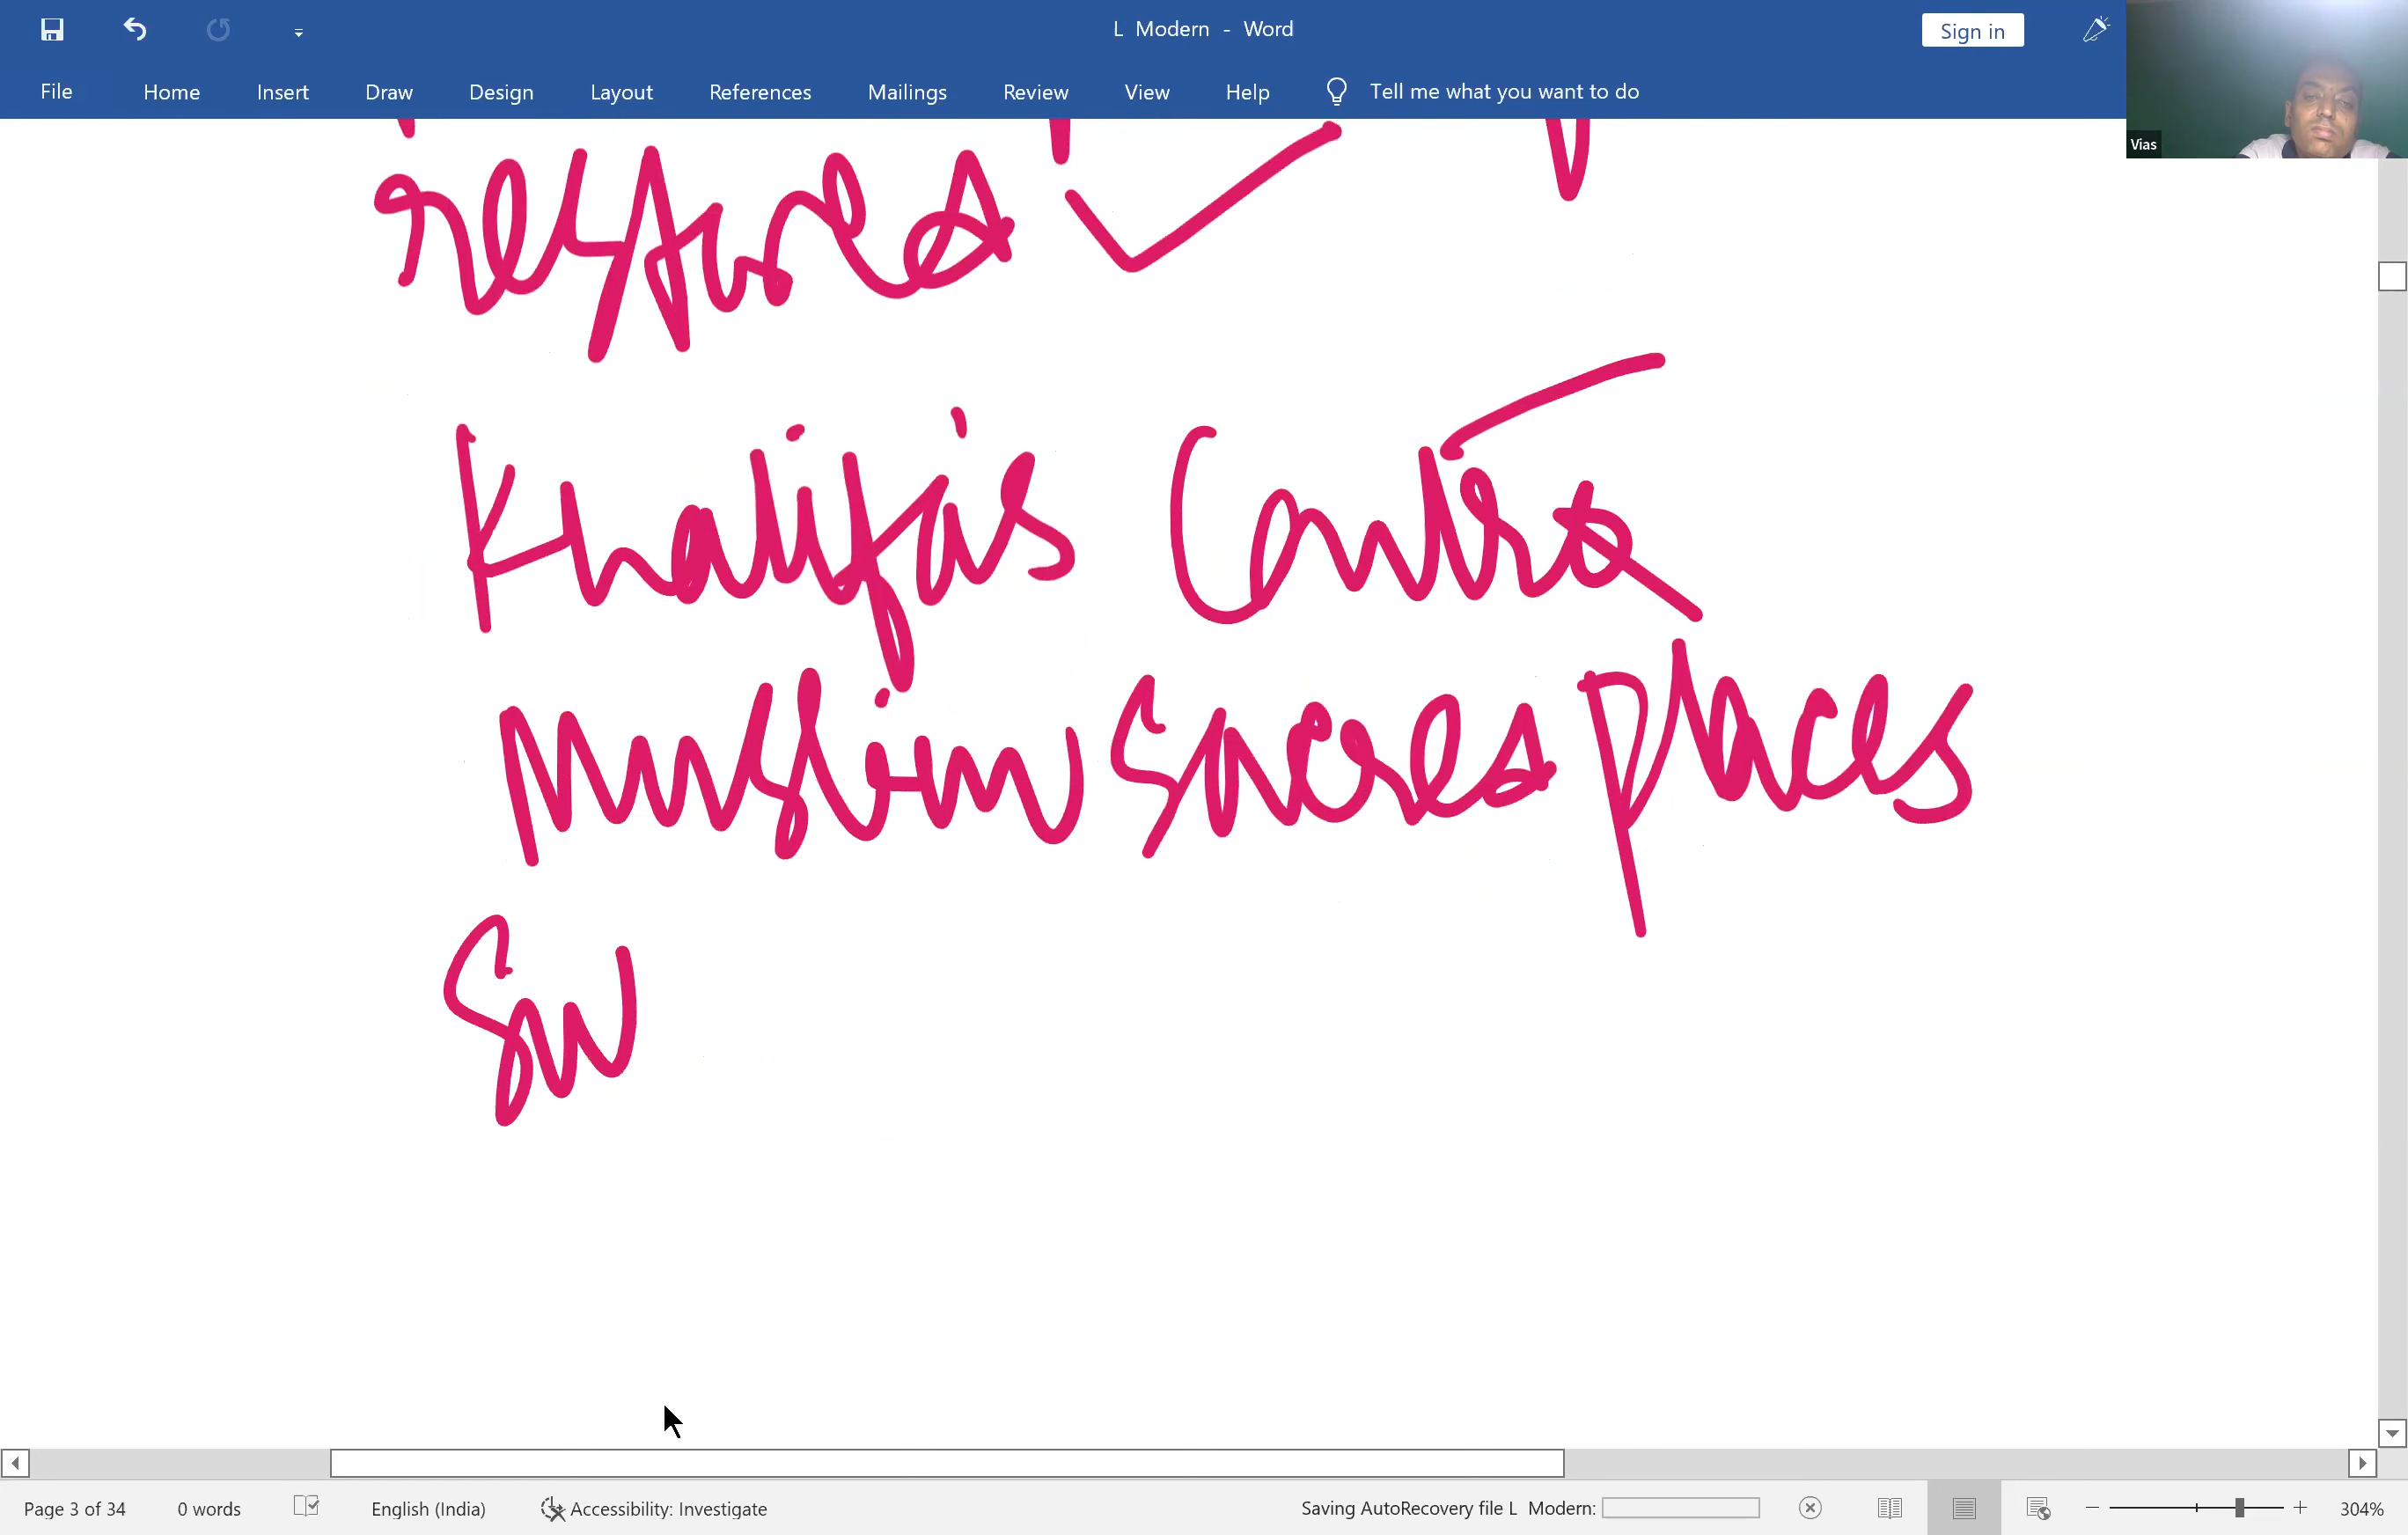 L Modern - Word
Sign in
File Home Insert Draw Design Layout References Mailings Review View Help Tell me what you want to do
Vias
restored
Khalifa's Control
Muslim Sacred places
Page 3 of 34 0 words English (India) Accessibility: Investigate Saving AutoRecovery file L Modern: 304%